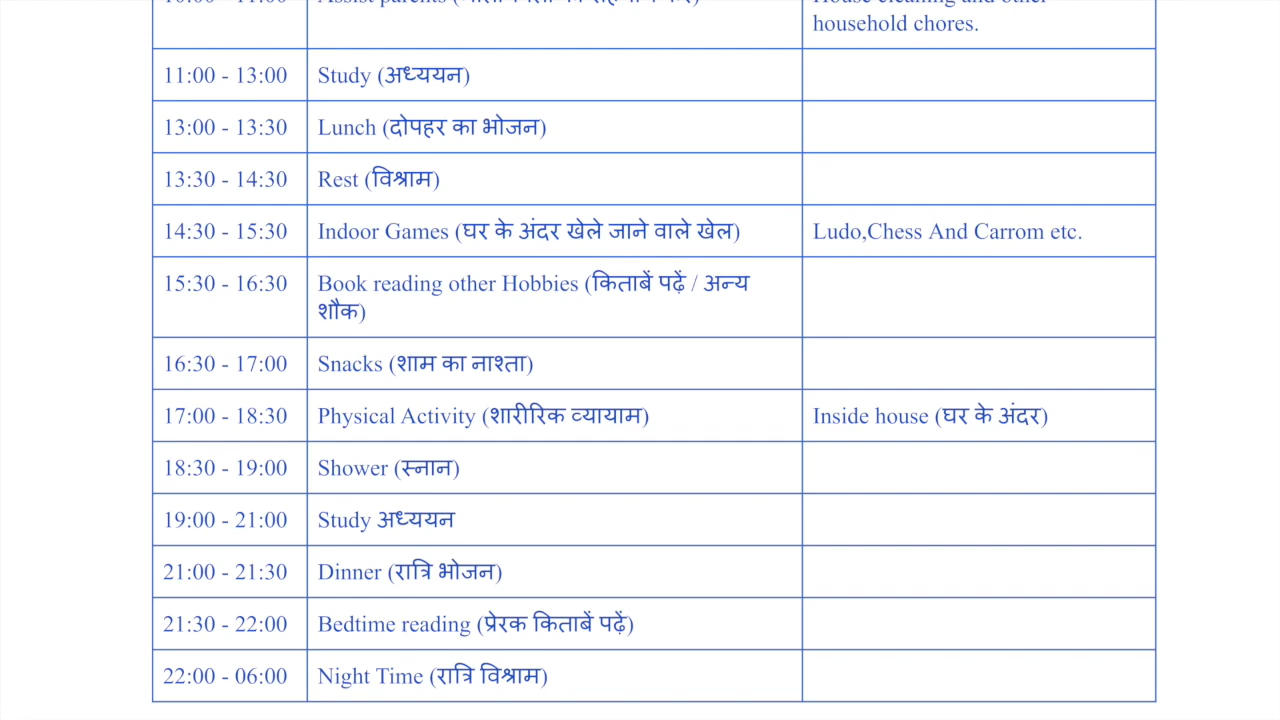 household chores.
11:00 - 13:00 Study (अध्ययन)
13:00 - 13:30 Lunch (दोपहर का भोजन)
13:30 - 14:30 Rest (विश्राम)
14:30 - 15:30 Indoor Games (घर के अंदर खेले जाने वाले खेल) Ludo,Chess And Carrom etc.
15:30 - 16:30 Book reading other Hobbies (किताबें पढ़ें / अन्य
शौक)
16:30 - 17:00 Snacks (शाम का नाश्ता)
17:00 - 18:30 Physical Activity (शारीरिक व्यायाम) Inside house (घर के अंदर)
18:30 - 19:00 Shower (स्नान)
19:00 - 21:00 Study अध्ययन
21:00 - 21:30 Dinner (रात्रि भोजन)
21:30 - 22:00 Bedtime reading (प्रेरक किताबें पढ़ें)
22:00 - 06:00 Night Time (रात्रि विश्राम)